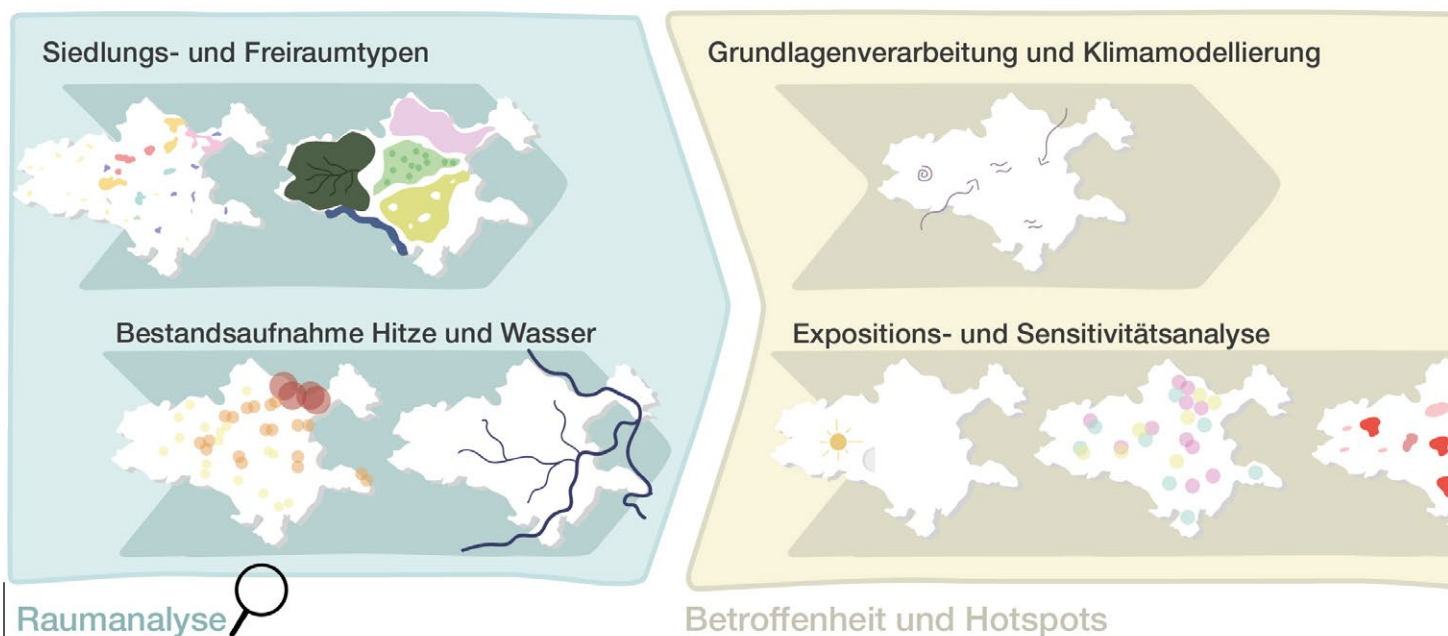 Siedlungs- und Freiraumtypen
Bestandsaufnahme Hitze und Wasser
Raumanalyse
Grundlagenverarbeitung und Klimamodellierung
Expositions- und Sensitivitätsanalyse
Betroffenheit und Hotspots